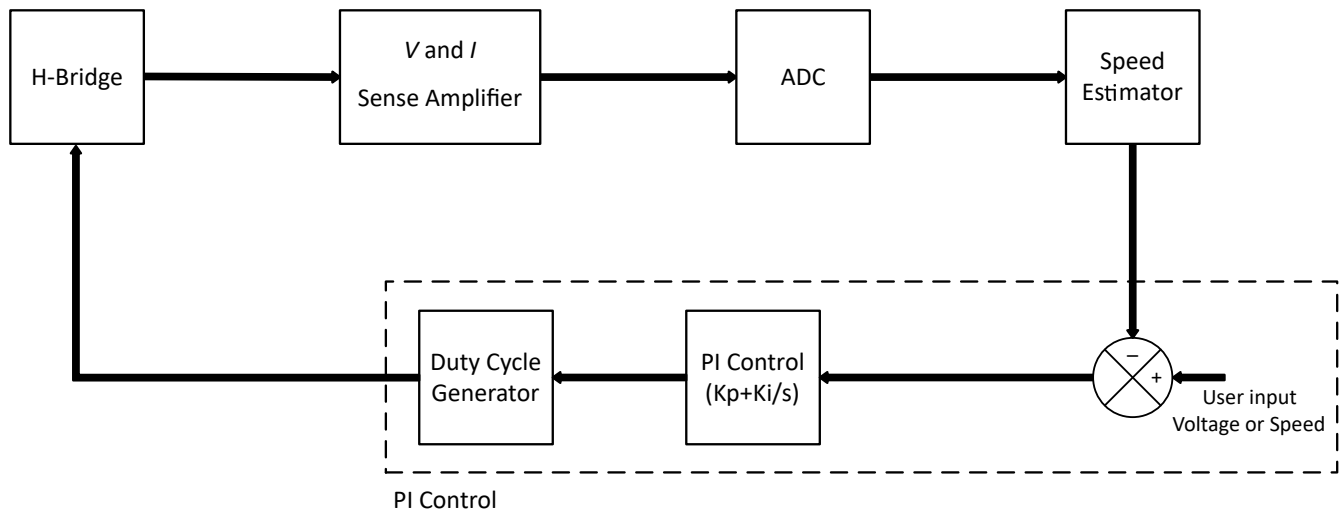 H-Bridge
V and I
Sense Amplifier
ADC
Speed
Estimator
Duty Cycle
Generator
PI Control
(Kp+Ki/s)
−
+
User input
Voltage or Speed
PI Control